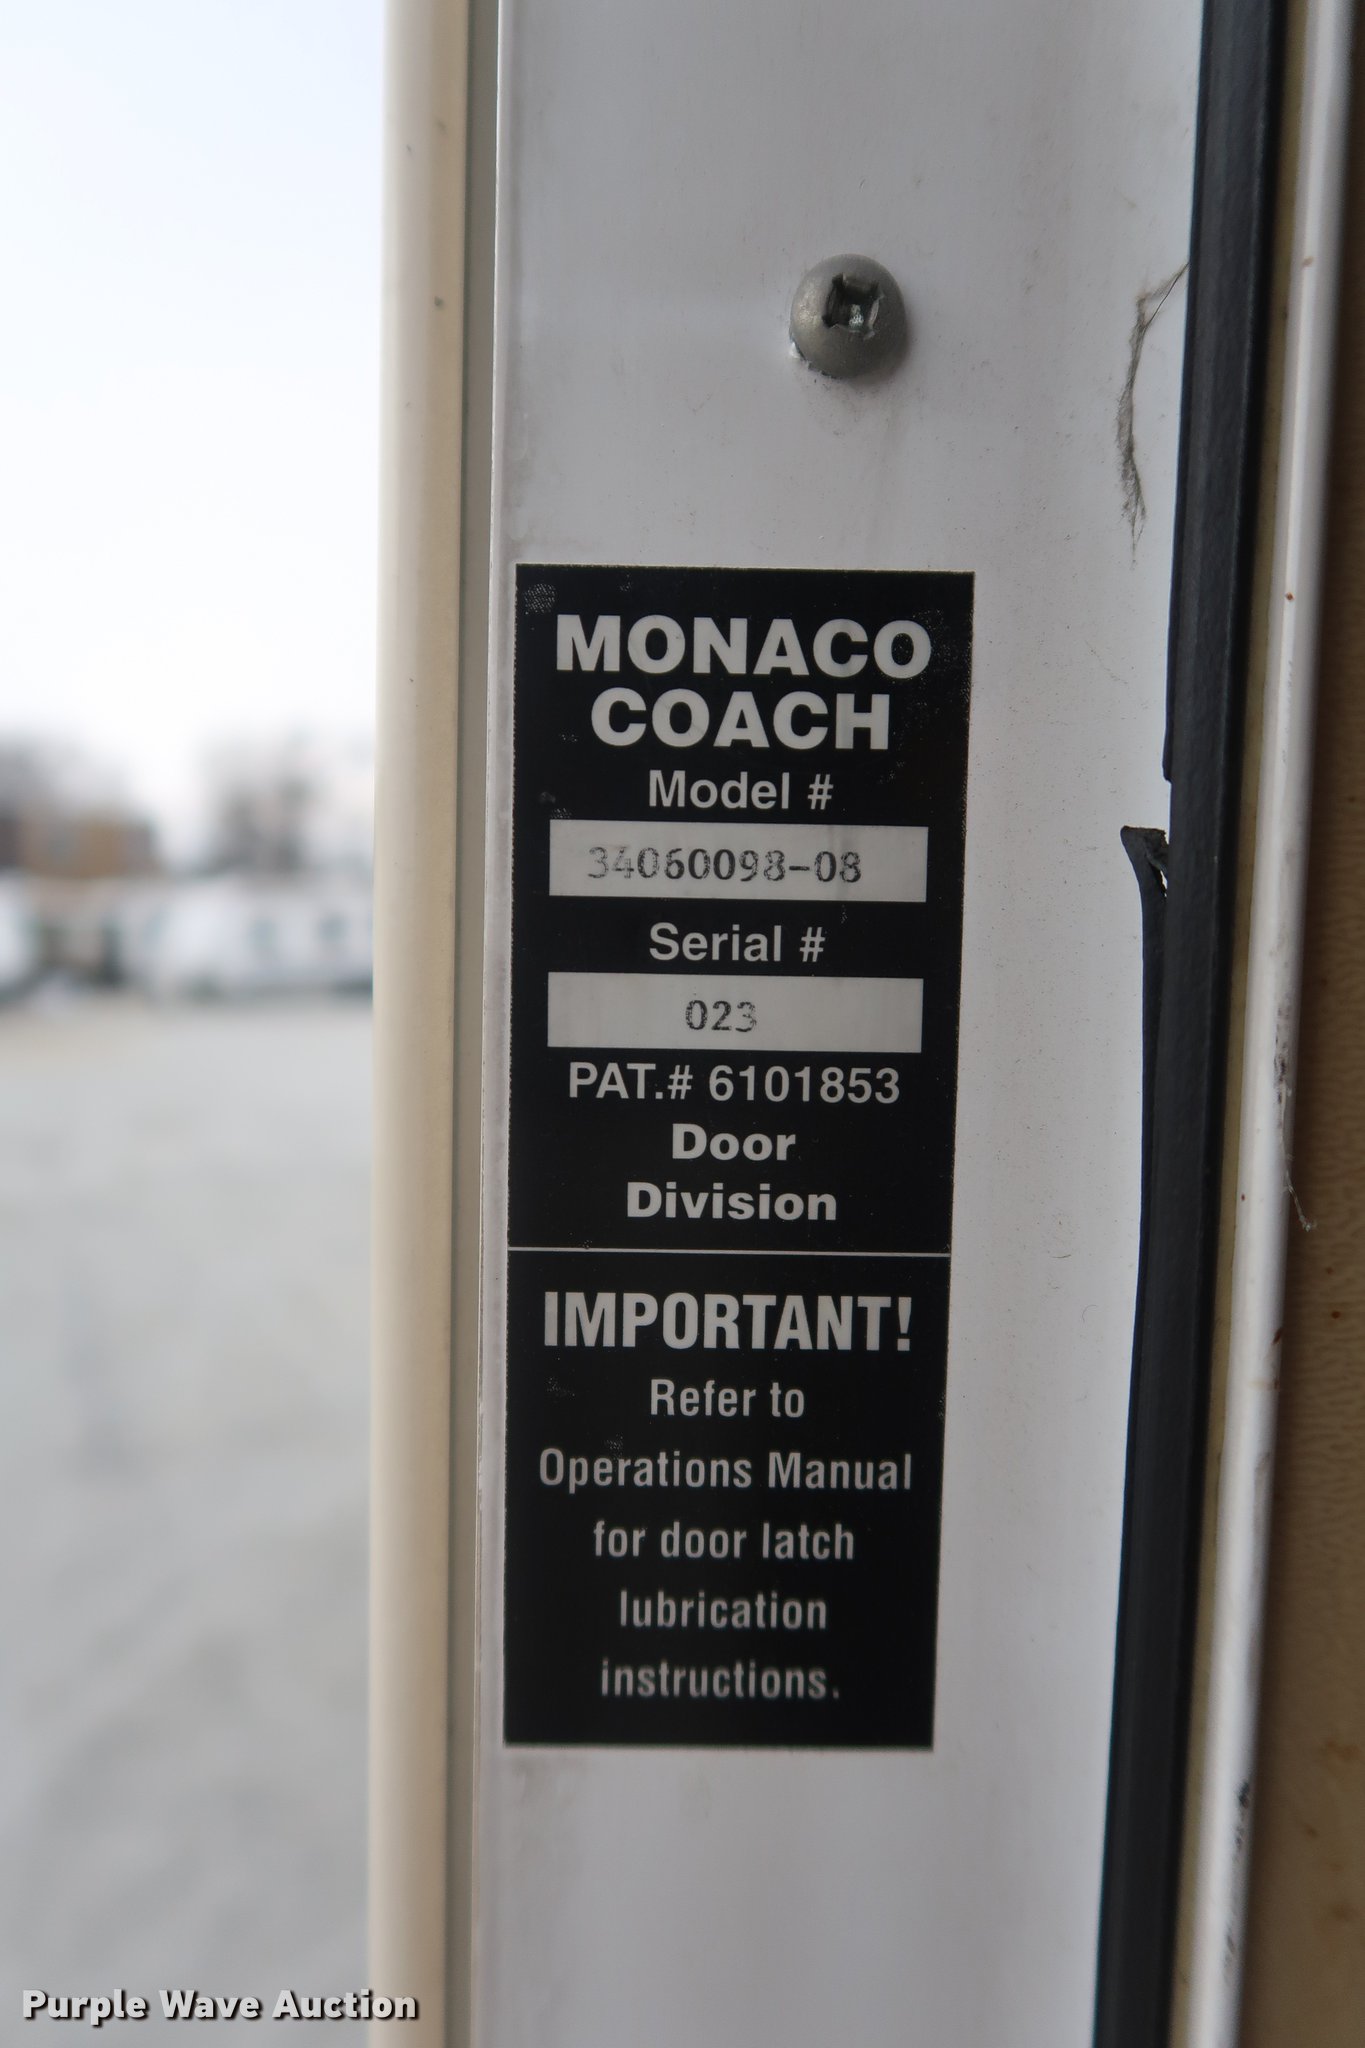 MONACO
COACH
Model #
34060098-08
Serial #
023
PAT.# 6101853
Door
Division
IMPORTANT!
Refer to
Operations Manual
for door latch
lubrication
instructions.
Purple Wave Auction